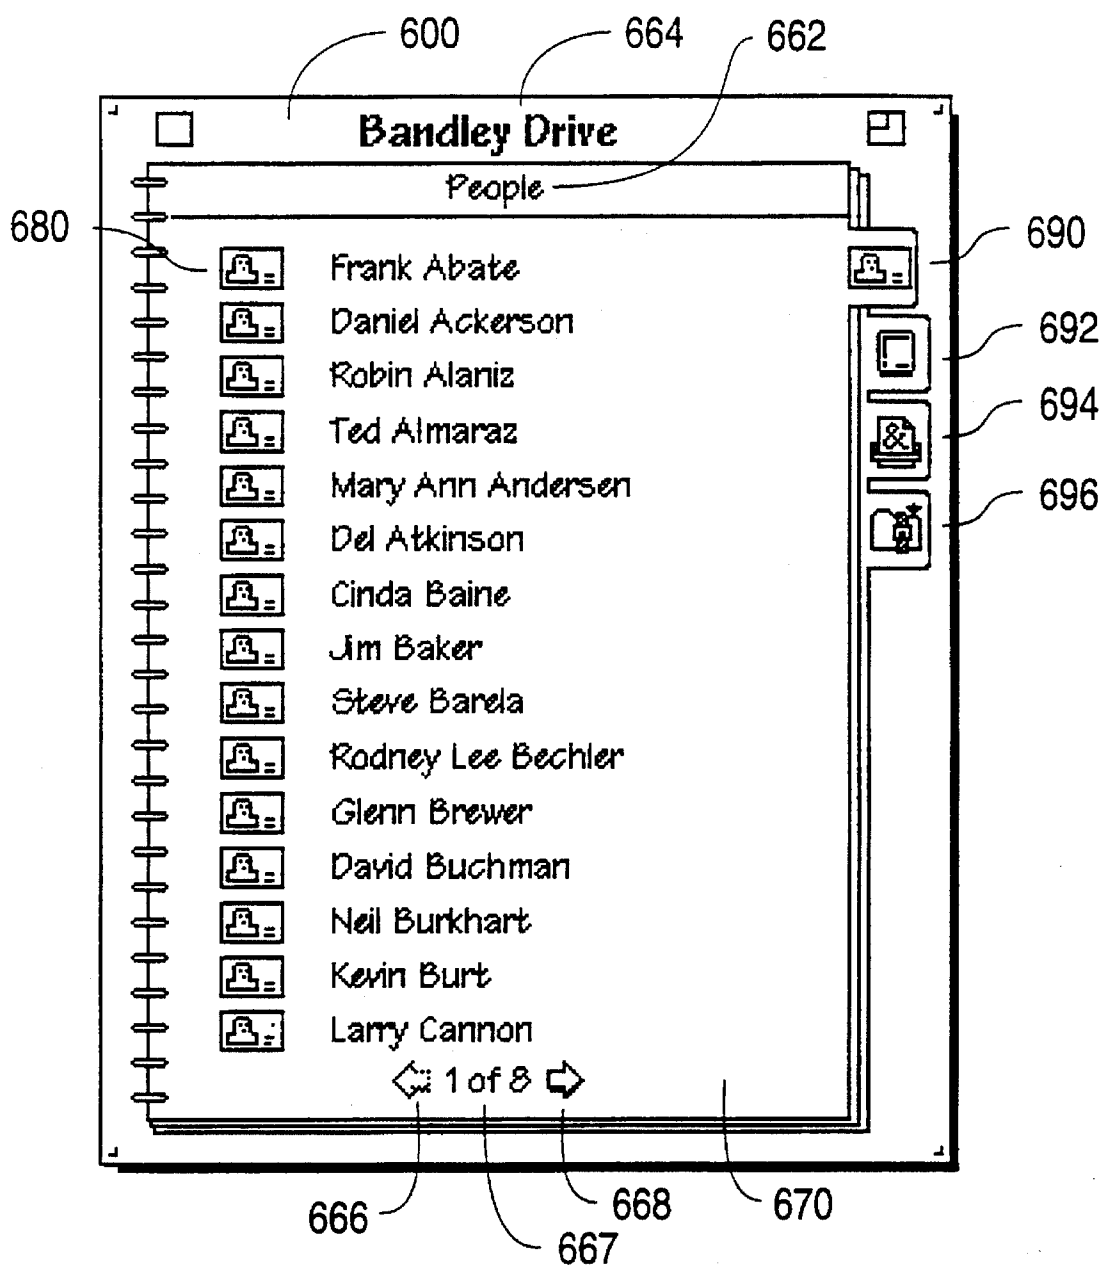 600 664 662
Bandley Drive
People
680
690
Frank Abate
Daniel Ackerson
692
Robin Alaniz
694
Ted Almaraz
&
Mary Ann Andersen
696
Del Atkinson
Cinda Baine
Jim Baker
Steve Barela
Rodney Lee Bechler
Glenn Brewer
David Buchman
Neil Burkhart
Kevin Burt
Larry Cannon
1 of 8
666 667 668 670